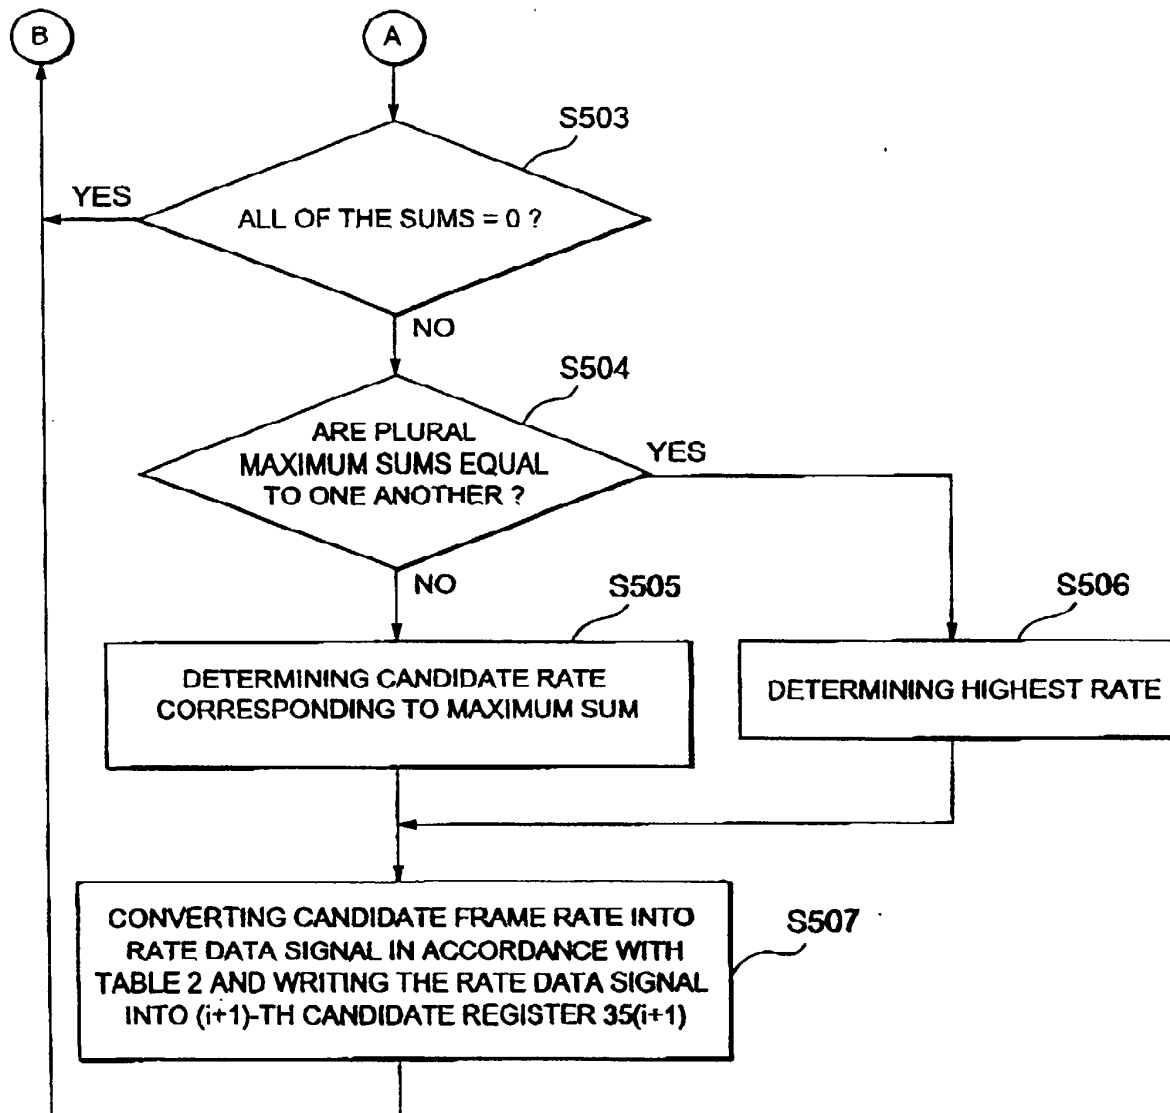 B
A
S503
YES
ALL OF THE SUMS = 0 ?
NO
S504
ARE PLURAL
MAXIMUM SUMS EQUAL
TO ONE ANOTHER ?
YES
NO
S505
S506
DETERMINING CANDIDATE RATE
CORRESPONDING TO MAXIMUM SUM
DETERMINING HIGHEST RATE
CONVERTING CANDIDATE FRAME RATE INTO
RATE DATA SIGNAL IN ACCORDANCE WITH
TABLE 2 AND WRITING THE RATE DATA SIGNAL
INTO (i+1)-TH CANDIDATE REGISTER 35(i+1)
S507